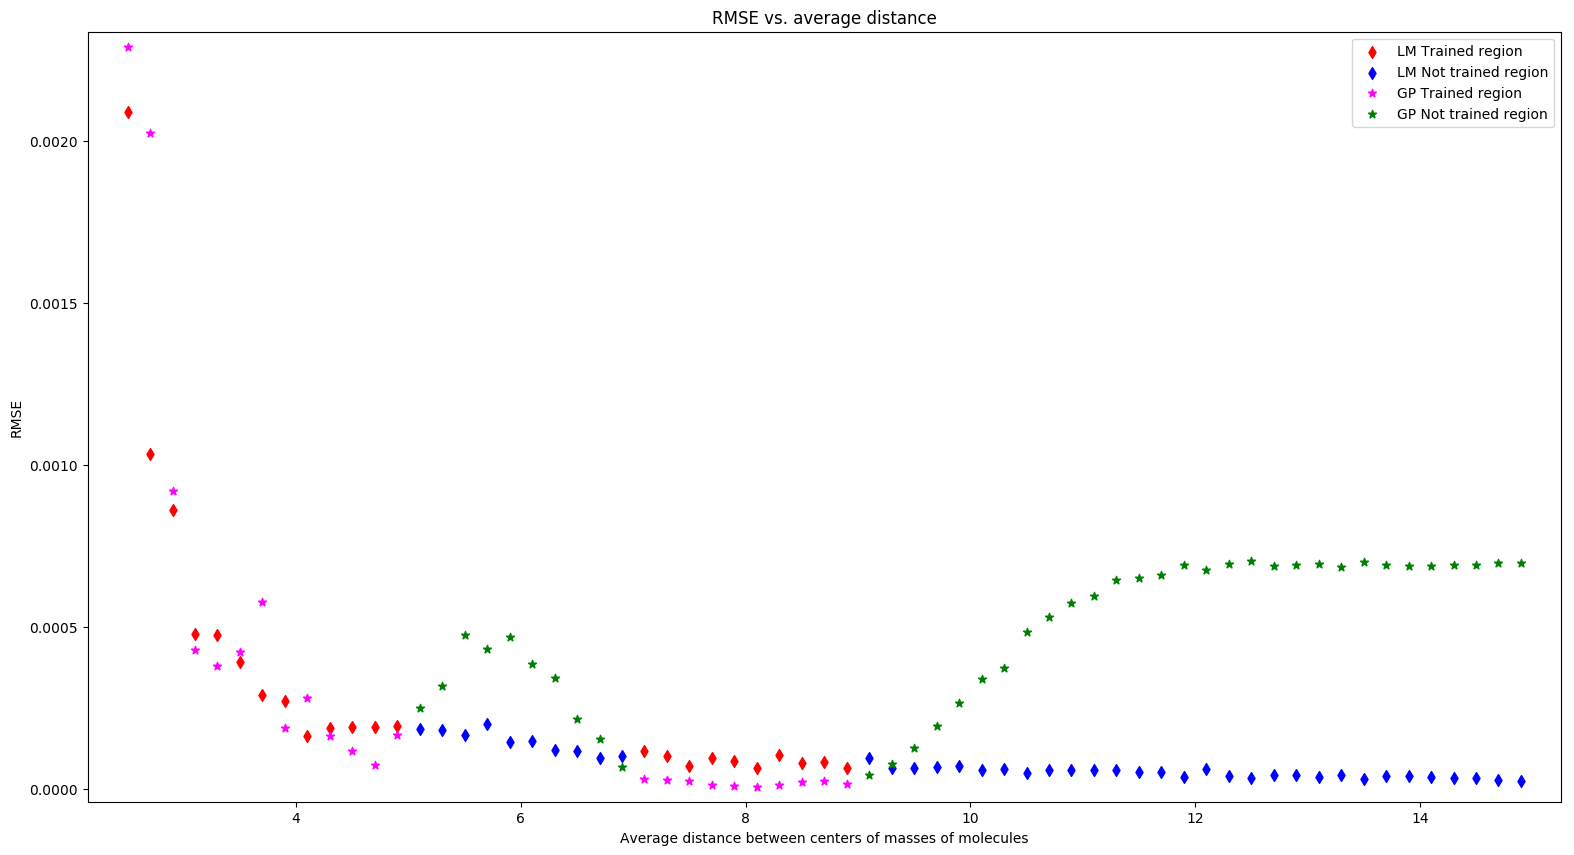 RMSE vs. average distance
LM Trained region
LM Not trained region
GP Trained region
GP Not trained region
0.0020
0.0015
0.0010
0.0005
0.0000
RMSE
4 6 8 10 12 14
Average distance between centers of masses of molecules